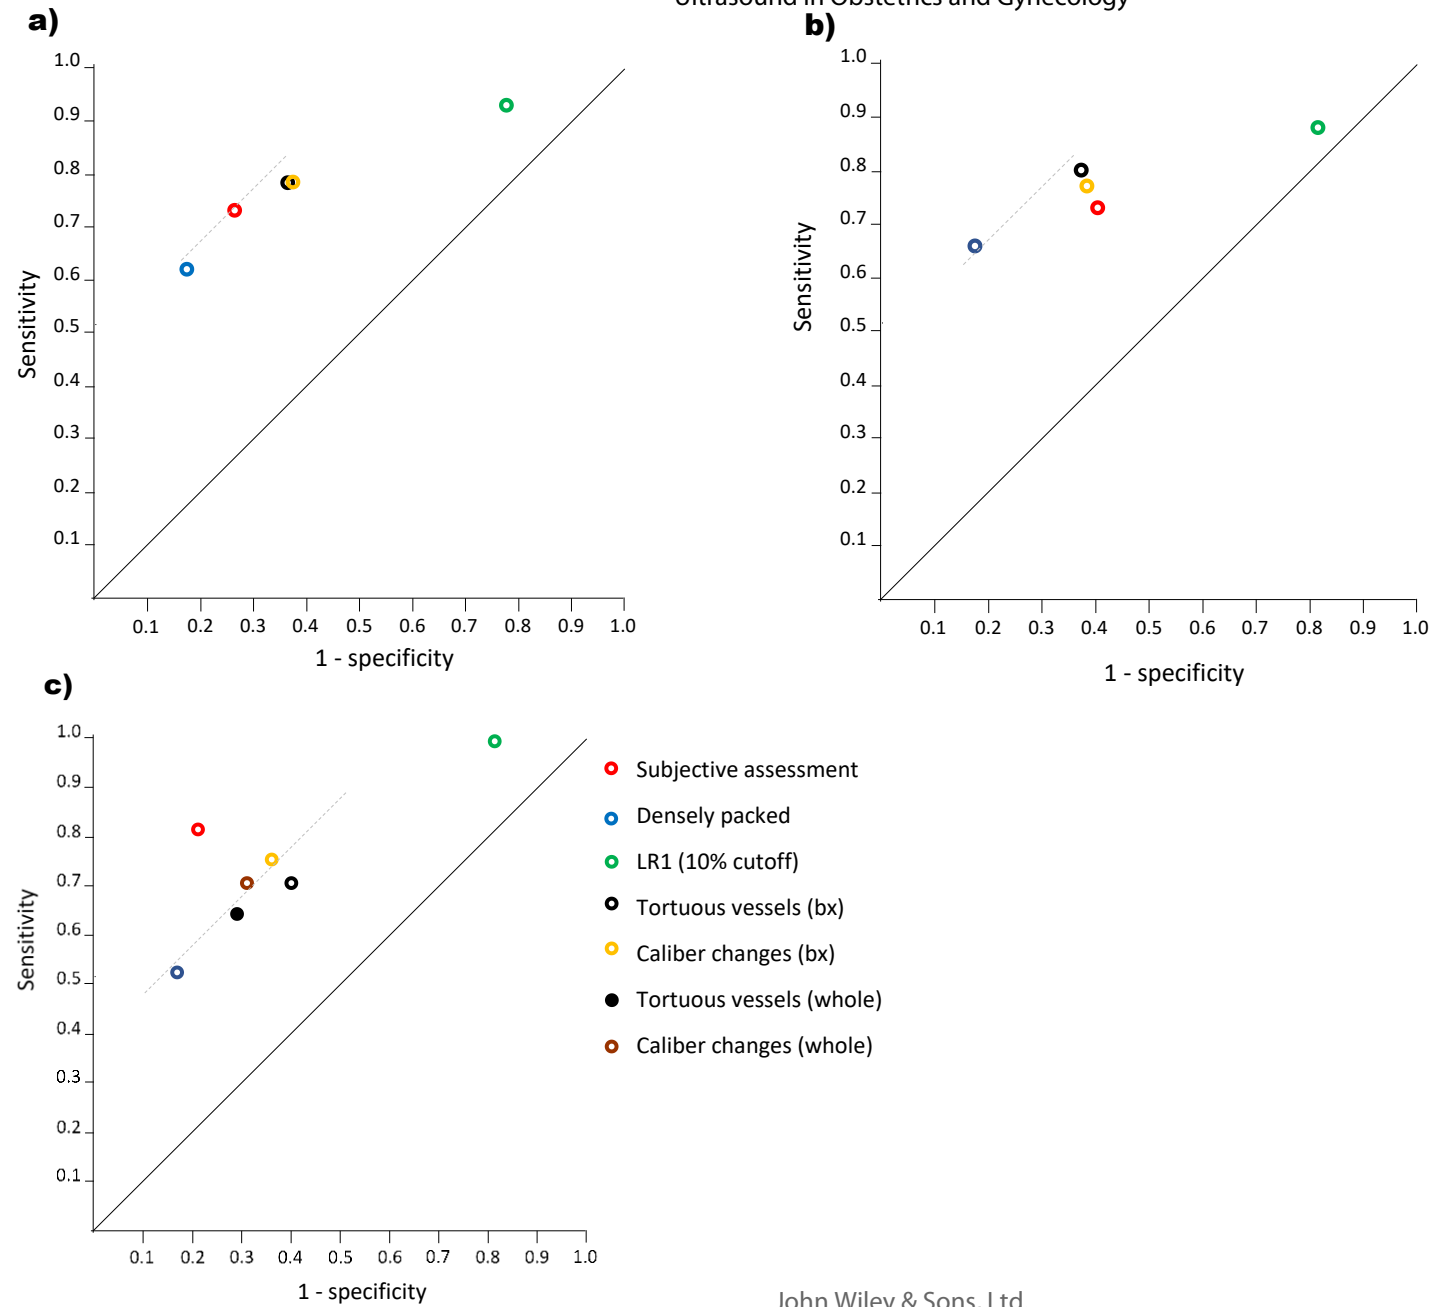 Ultrasound in Obstetrics and Gynecology
a)
1.0
0.9
0.8
0.7
0.6
0.5
0.4
0.3
0.2
0.1
Sensitivity
0.1 0.2 0.3 0.4 0.5 0.6 0.7 0.8 0.9 1.0
1 - specificity
b)
1.0
0.9
0.8
0.7
0.6
0.5
0.4
0.3
0.2
0.1
Sensitivity
0.1 0.2 0.3 0.4 0.5 0.6 0.7 0.8 0.9 1.0
1 - specificity
c)
1.0
0.9
0.8
0.7
0.6
0.5
0.4
0.3
0.2
0.1
Sensitivity
0.1 0.2 0.3 0.4 0.5 0.6 0.7 0.8 0.9 1.0
1 - specificity
Subjective assessment
Densely packed
LR1 (10% cutoff)
Tortuous vessels (bx)
Caliber changes (bx)
Tortuous vessels (whole)
Caliber changes (whole)
John Wiley & Sons, Ltd